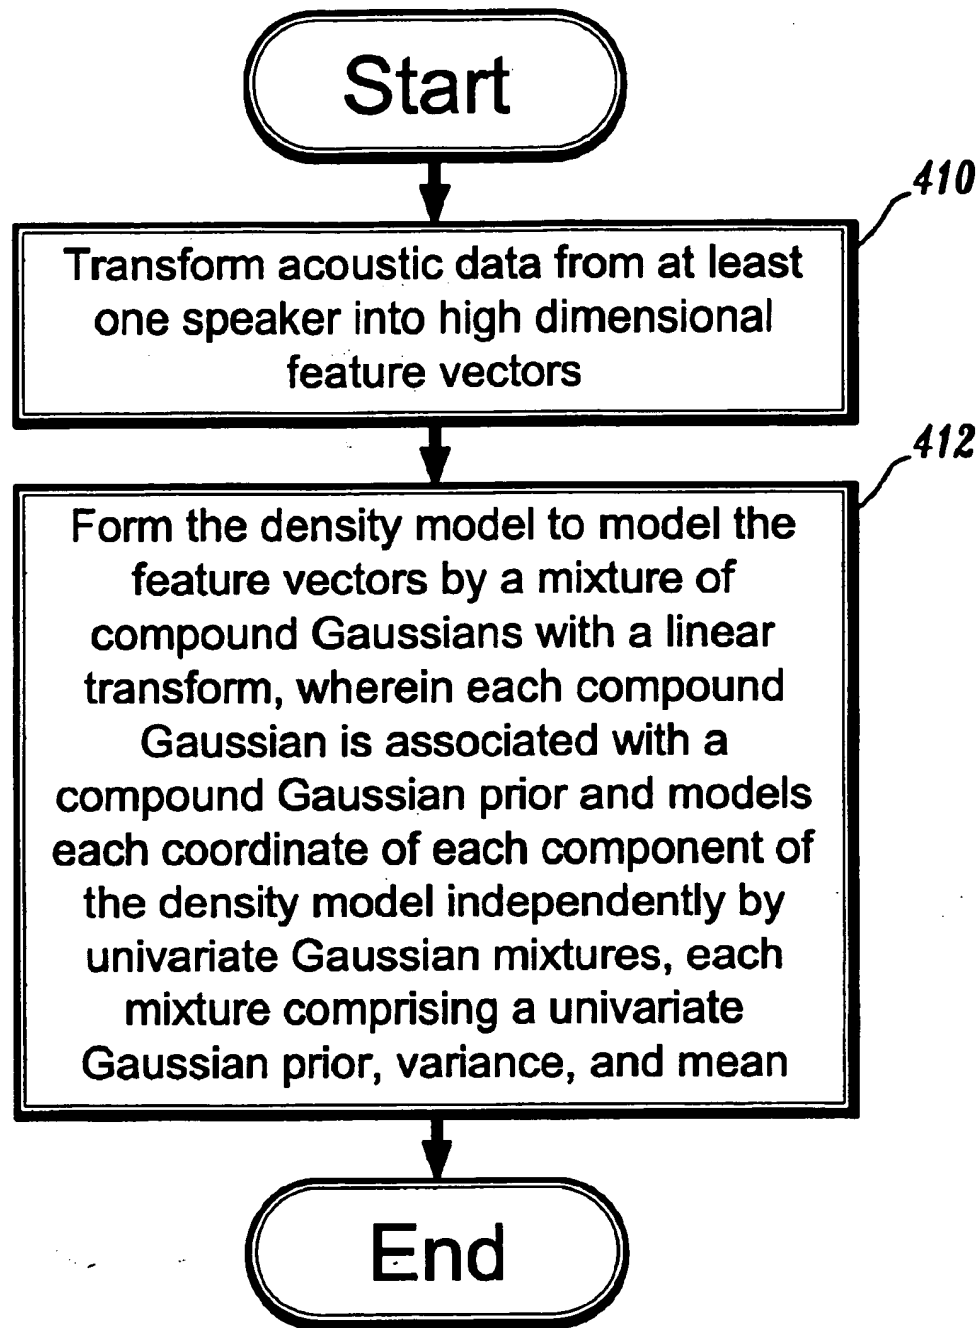 Start
410
Transform acoustic data from at least
one speaker into high dimensional
feature vectors
412
Form the density model to model the
feature vectors by a mixture of
compound Gaussians with a linear
transform, wherein each compound
Gaussian is associated with a
compound Gaussian prior and models
each coordinate of each component of
the density model independently by
univariate Gaussian mixtures, each
mixture comprising a univariate
Gaussian prior, variance, and mean
End